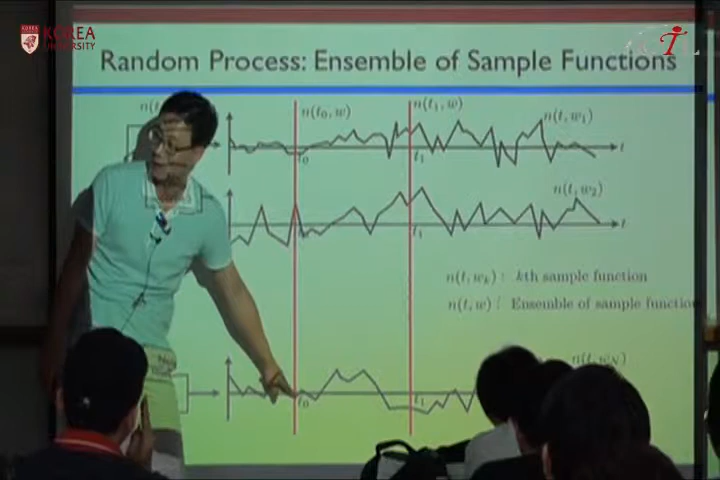 KOREA
UNIVERSITY
Random Process: Ensemble of Sample Functions
n(t₀, w)
n(t₁, w)
n(t, w₁)
t₀
t₁
t
n(t, w₂)
t₁
t
n(t, wₖ) : kth sample function
n(t, w) : Ensemble of sample function
n(t, w_N)
t₀
t₁